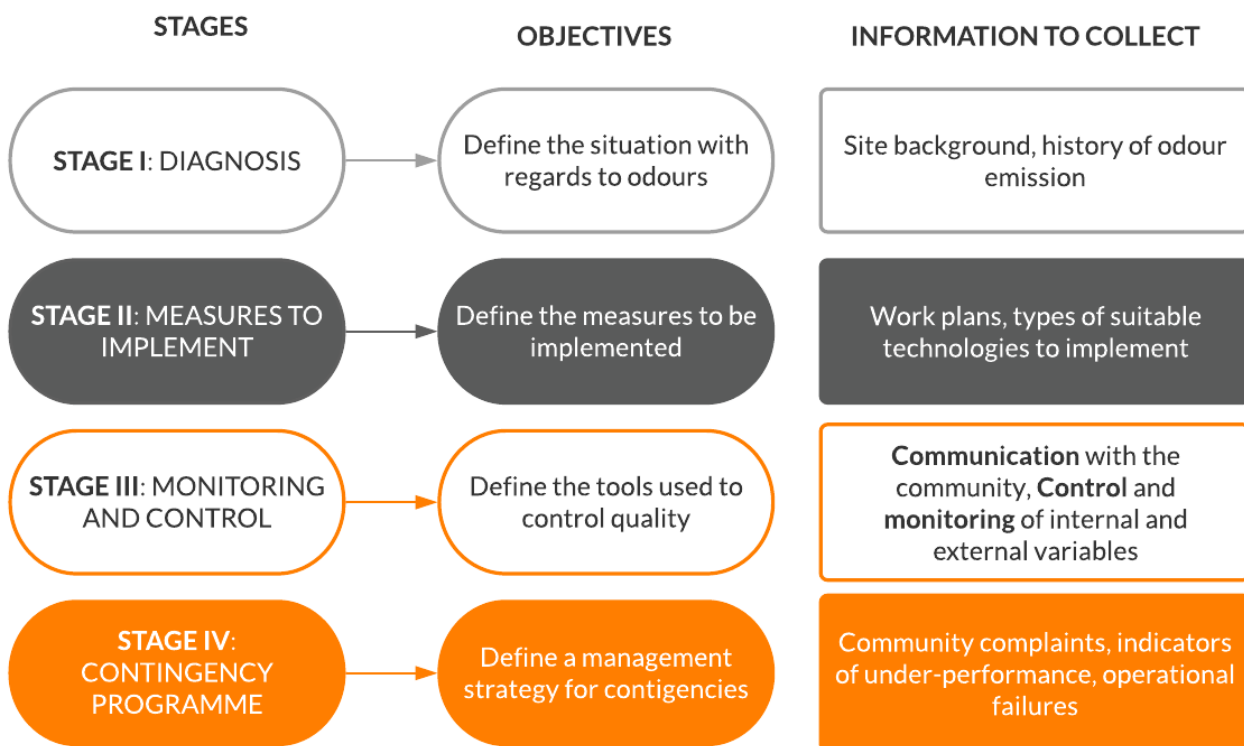 STAGES
OBJECTIVES
INFORMATION TO COLLECT
STAGE I: DIAGNOSIS
Define the situation with
regards to odours
Site background, history of odour
emission
STAGE II: MEASURES TO
IMPLEMENT
Define the measures to be
implemented
Work plans, types of suitable
technologies to implement
STAGE III: MONITORING
AND CONTROL
Define the tools used to
control quality
Communication with the
community, Control and
monitoring of internal and
external variables
STAGE IV:
CONTINGENCY
PROGRAMME
Define a management
strategy for contigencies
Community complaints, indicators
of under-performance, operational
failures